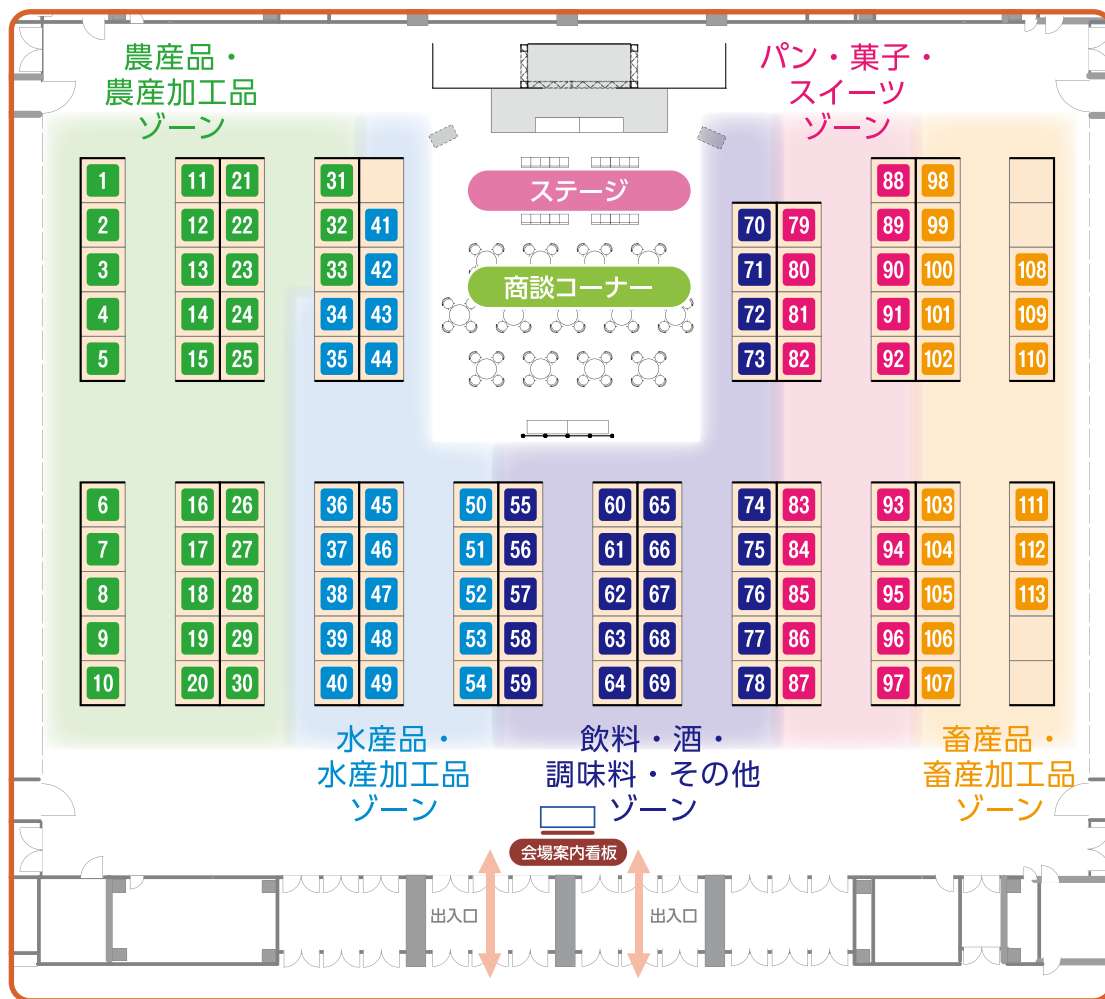 農産品・
農産加工品
ゾーン
パン・菓子・
スイーツ
ゾーン
ステージ
商談コーナー
1 11 21 31 88 98
2 12 22 32 41 70 79 89 99
3 13 23 33 42 71 80 90 100 108
4 14 24 34 43 72 81 91 101 109
5 15 25 35 44 73 82 92 102 110
6 16 26 36 45 50 55 60 65 74 83 93 103 111
7 17 27 37 46 51 56 61 66 75 84 94 104 112
8 18 28 38 47 52 57 62 67 76 85 95 105 113
9 19 29 39 48 53 58 63 68 77 86 96 106
10 20 30 40 49 54 59 64 69 78 87 97 107
水産品・
水産加工品
ゾーン
飲料・酒・
調味料・その他
ゾーン
畜産品・
畜産加工品
ゾーン
会場案内看板
出入口 出入口